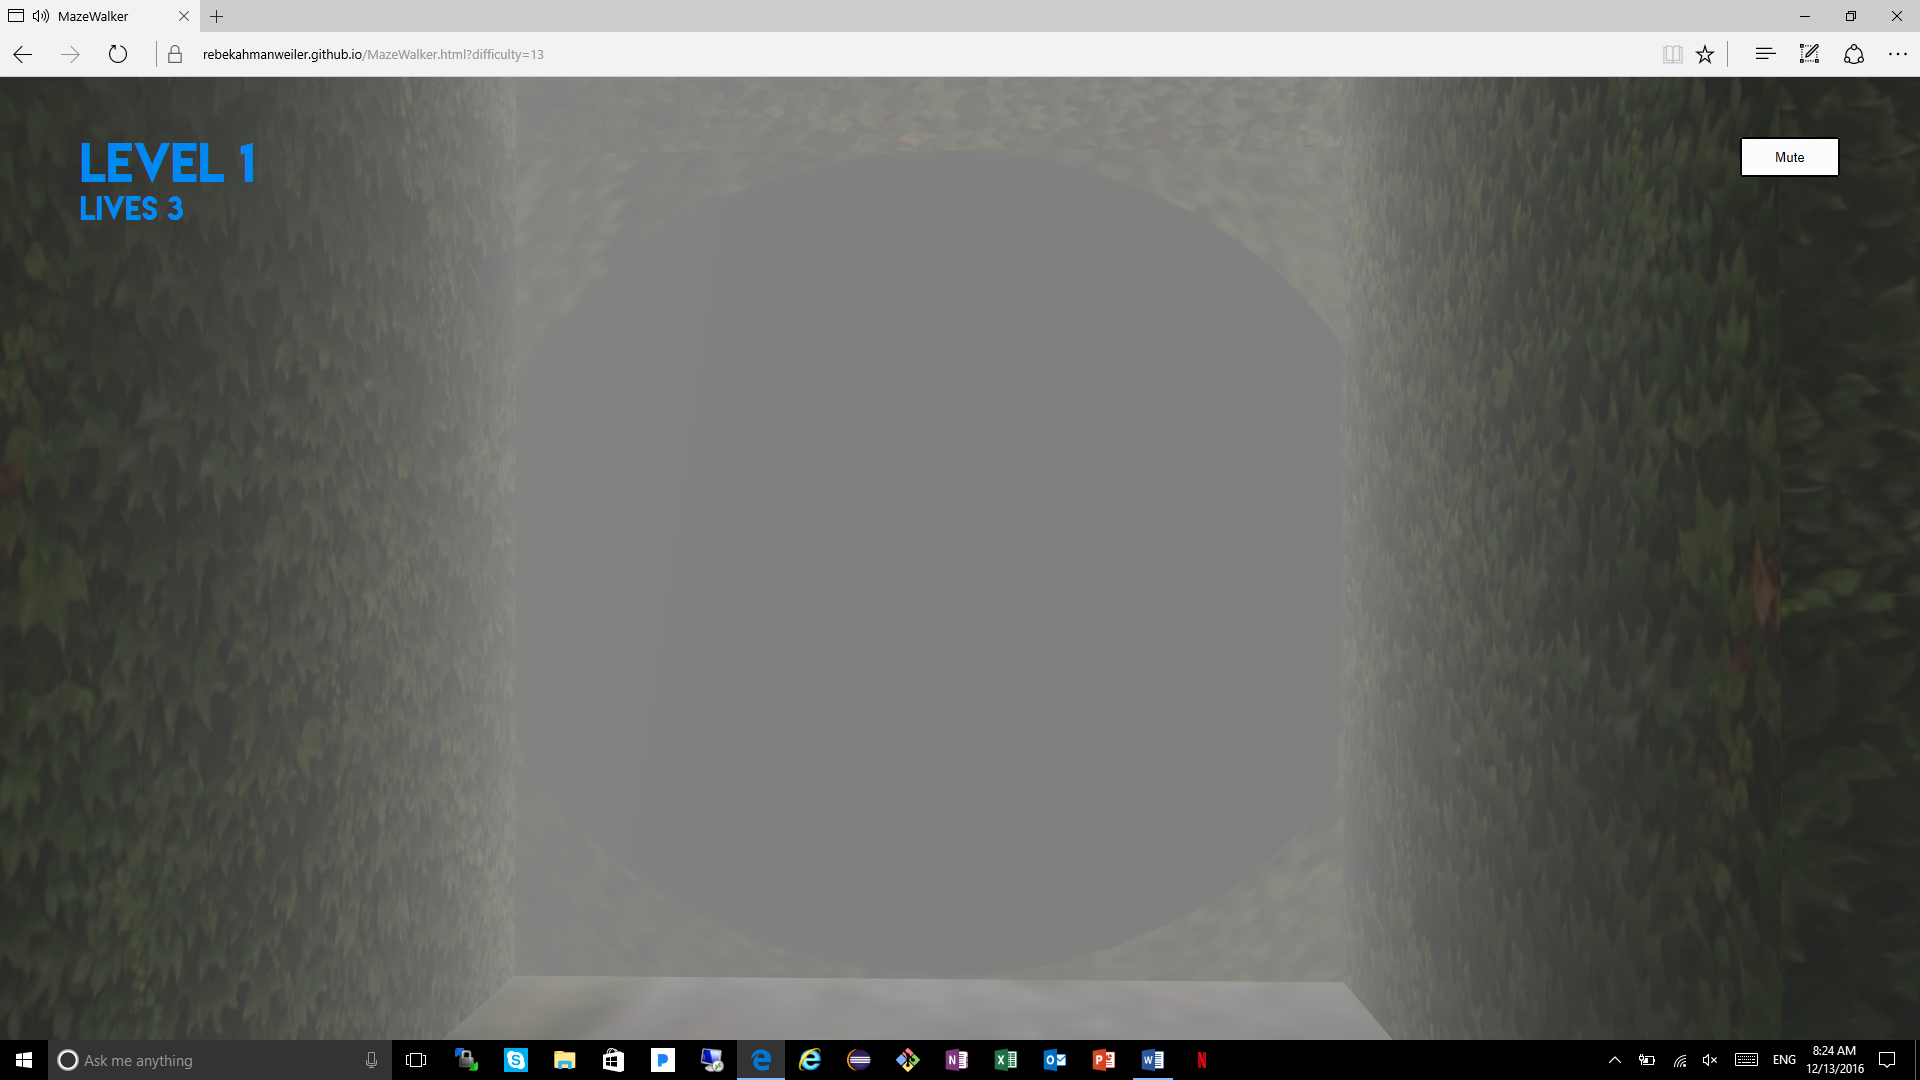 MazeWalker
rebekahmanweiler.github.io/MazeWalker.html?difficulty=13
LEVEL 1
LIVES 3
Mute
Ask me anything
ENG
8:24 AM
12/13/2016